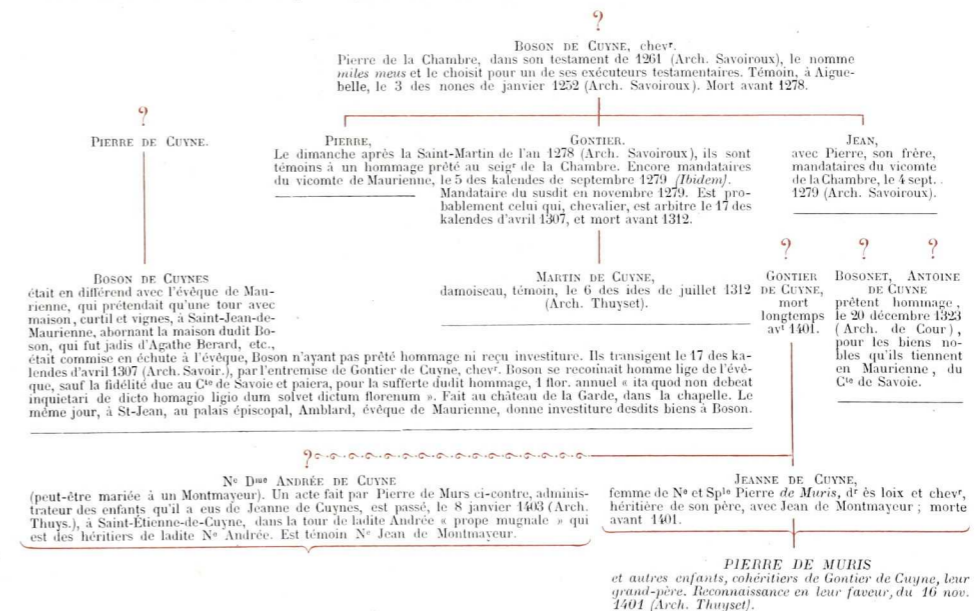 ?
BOSON DE CUYNE, chevr.
Pierre de la Chambre, dans son testament de 1261 (Arch. Savoiroux), le nomme
miles meus et le choisit pour un de ses exécuteurs testamentaires. Témoin, à Aigue-
belle, le 3 des nones de janvier 1252 (Arch. Savoiroux). Mort avant 1278.
?
PIERRE DE CUYNE.
PIERRE,
GONTIER.
Le dimanche après la Saint-Martin de l'an 1278 (Arch. Savoiroux), ils sont
témoins à un hommage prêté au seigr de la Chambre. Encore mandataires
du vicomte de Maurienne, le 5 des kalendes de septembre 1279 [Ibidem].
Mandataire du susdit en novembre 1279. Est pro-
bablement celui qui, chevalier, est arbitre le 17 des
kalendes d'avril 1307, et mort avant 1312.
JEAN,
avec Pierre, son frère,
mandataires du vicomte
de la Chambre, le 4 sept.
1279 (Arch. Savoiroux).
BOSON DE CUYNES
était en différend avec l'évêque de Mau-
rienne, qui prétendait qu'une tour avec
maison, curtil et vignes, à Saint-Jean-de-
Maurienne, abornant la maison dudit Bo-
son, qui fut jadis d'Agathe Berard, etc.,
était commise en échute à l'évêque, Boson n'ayant pas prêté hommage ni reçu investiture. Ils transigent le 17 des ka-
lendes d'avril 1307 (Arch. Savoir.), par l'entremise de Gontier de Cuyne, chevr. Boson se reconnaît homme lige de l'évê-
que, sauf la fidélité due au Cte de Savoie et paiera, pour la sufferte dudit hommage, 1 flor. annuel « ita quod non debeat
inquietari de dicto homagio ligio dum solvet dictum florenum ». Fait au château de la Garde, dans la chapelle. Le
même jour, à St-Jean, au palais épiscopal, Amblard, évêque de Maurienne, donne investiture desdits biens à Boson.
MARTIN DE CUYNE,
damoiseau, témoin, le 6 des ides de juillet 1312
(Arch. Thuyset).
?
GONTIER
DE CUYNE,
mort
longtemps
avt 1401.
? ?
BOSONET, ANTOINE
DE CUYNE
prêtent hommage,
le 20 décembre 1323
(Arch. de Cour),
pour les biens no-
bles qu'ils tiennent
en Maurienne, du
Cte de Savoie.
?
Ne Dme ANDRÉE DE CUYNE
(peut-être mariée à un Montmayeur). Un acte fait par Pierre de Murs ci-contre, adminis-
trateur des enfants qu'il a eus de Jeanne de Cuynes, est passé, le 8 janvier 1403 (Arch.
Thuys.), à Saint-Étienne-de-Cuyne, dans la tour de ladite Andrée « prope mugnale » qui
est des héritiers de ladite Ne Andrée. Est témoin Ne Jean de Montmayeur.
JEANNE DE CUYNE,
femme de Ne et Sple Pierre de Muris, dr ès loix et chevr,
héritière de son père, avec Jean de Montmayeur ; morte
avant 1401.
PIERRE DE MURIS
et autres enfants, cohéritiers de Gontier de Cuyne, leur
grand-père. Reconnaissance en leur faveur, du 16 nov.
1401 (Arch. Thuyset).